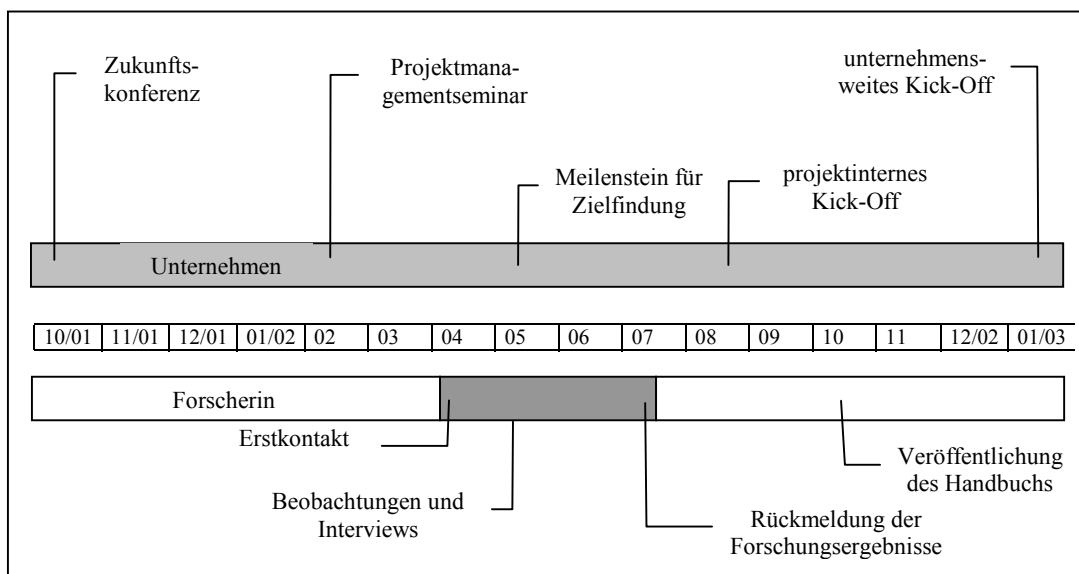 Zukunfts-
konferenz
Projektmana-
gementseminar
unternehmens-
weites Kick-Off
Meilenstein für
Zielfindung
projektinternes
Kick-Off
Unternehmen
10/01 11/01 12/01 01/02 02 03 04 05 06 07 08 09 10 11 12/02 01/03
Forscherin
Erstkontakt
Beobachtungen und
Interviews
Rückmeldung der
Forschungsergebnisse
Veröffentlichung
des Handbuchs